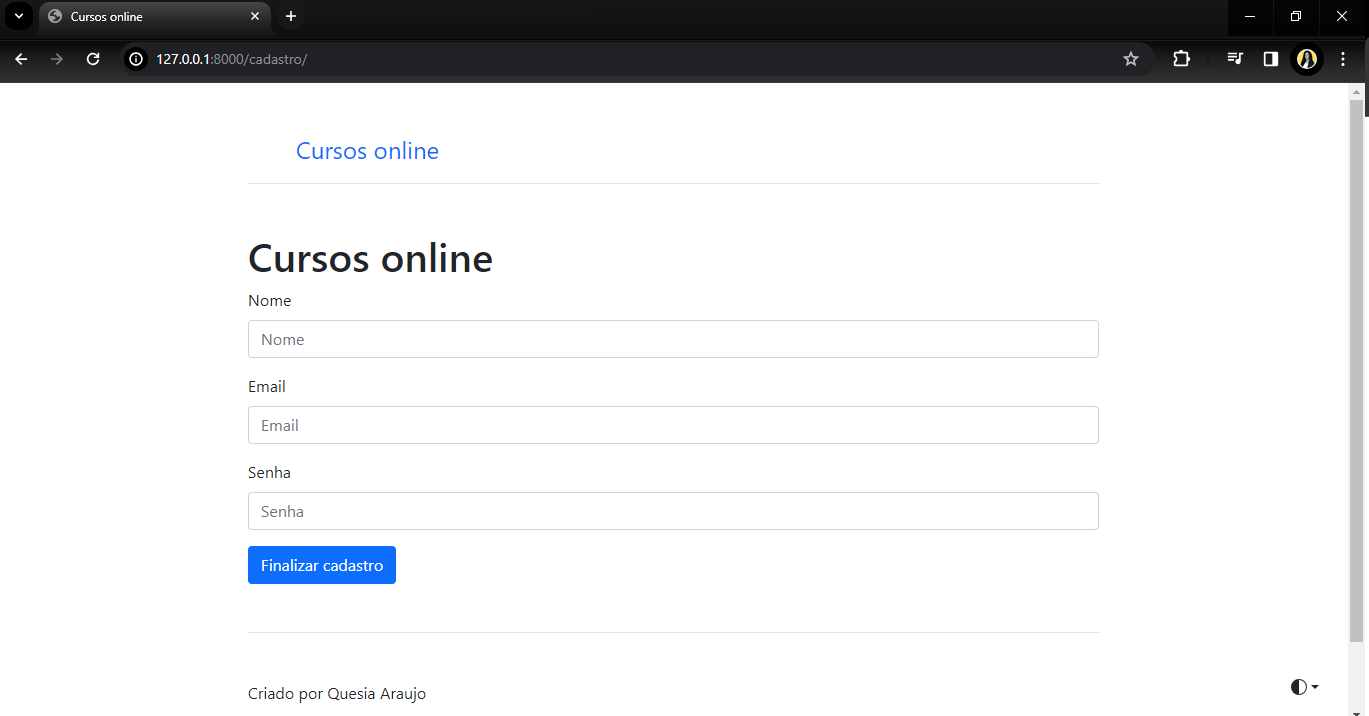 Cursos online
127.0.0.1:8000/cadastro/
Cursos online
Cursos online
Nome
Nome
Email
Email
Senha
Senha
Finalizar cadastro
Criado por Quesia Araujo